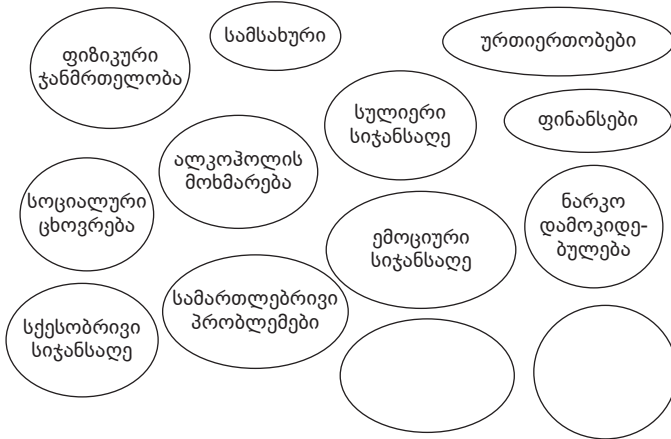 ფიზიკური
ჯანმრთელობა
სამსახური
ურთიერთობები
სულიერი
სიჯანსაღე
ფინანსები
ალკოჰოლის
მოხმარება
სოციალური
ცხოვრება
ნარკო
დამოკიდე-
ბულება
ემოციური
სიჯანსაღე
სამართლებრივი
პრობლემები
სქესობრივი
სიჯანსაღე